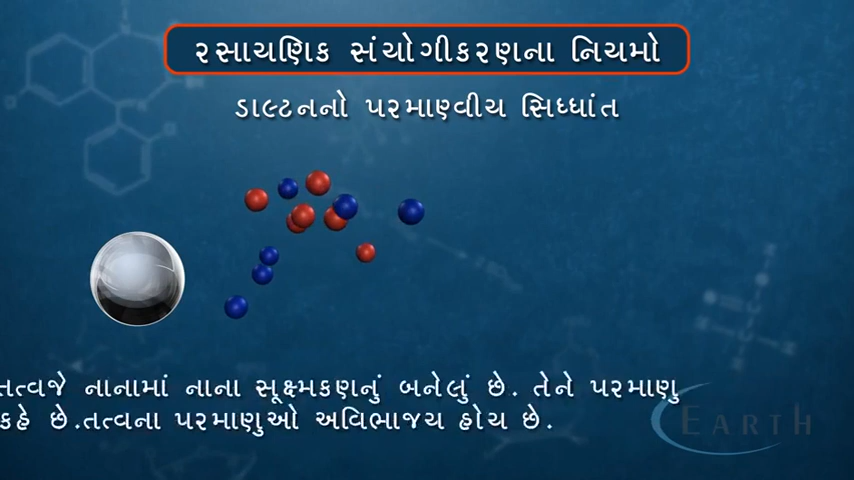 રસાયણિક સંયોગીકરણના નિયમો
ડાલ્ટનનો પરમાણ્વીય સિધ્ધાંત
તત્વજે નાનામાં નાના સૂક્ષ્મકણનું બનેલું છે. તેને પરમાણુ
કહે છે.તત્વના પરમાણુઓ અવિભાજય હોય છે.
EARTH